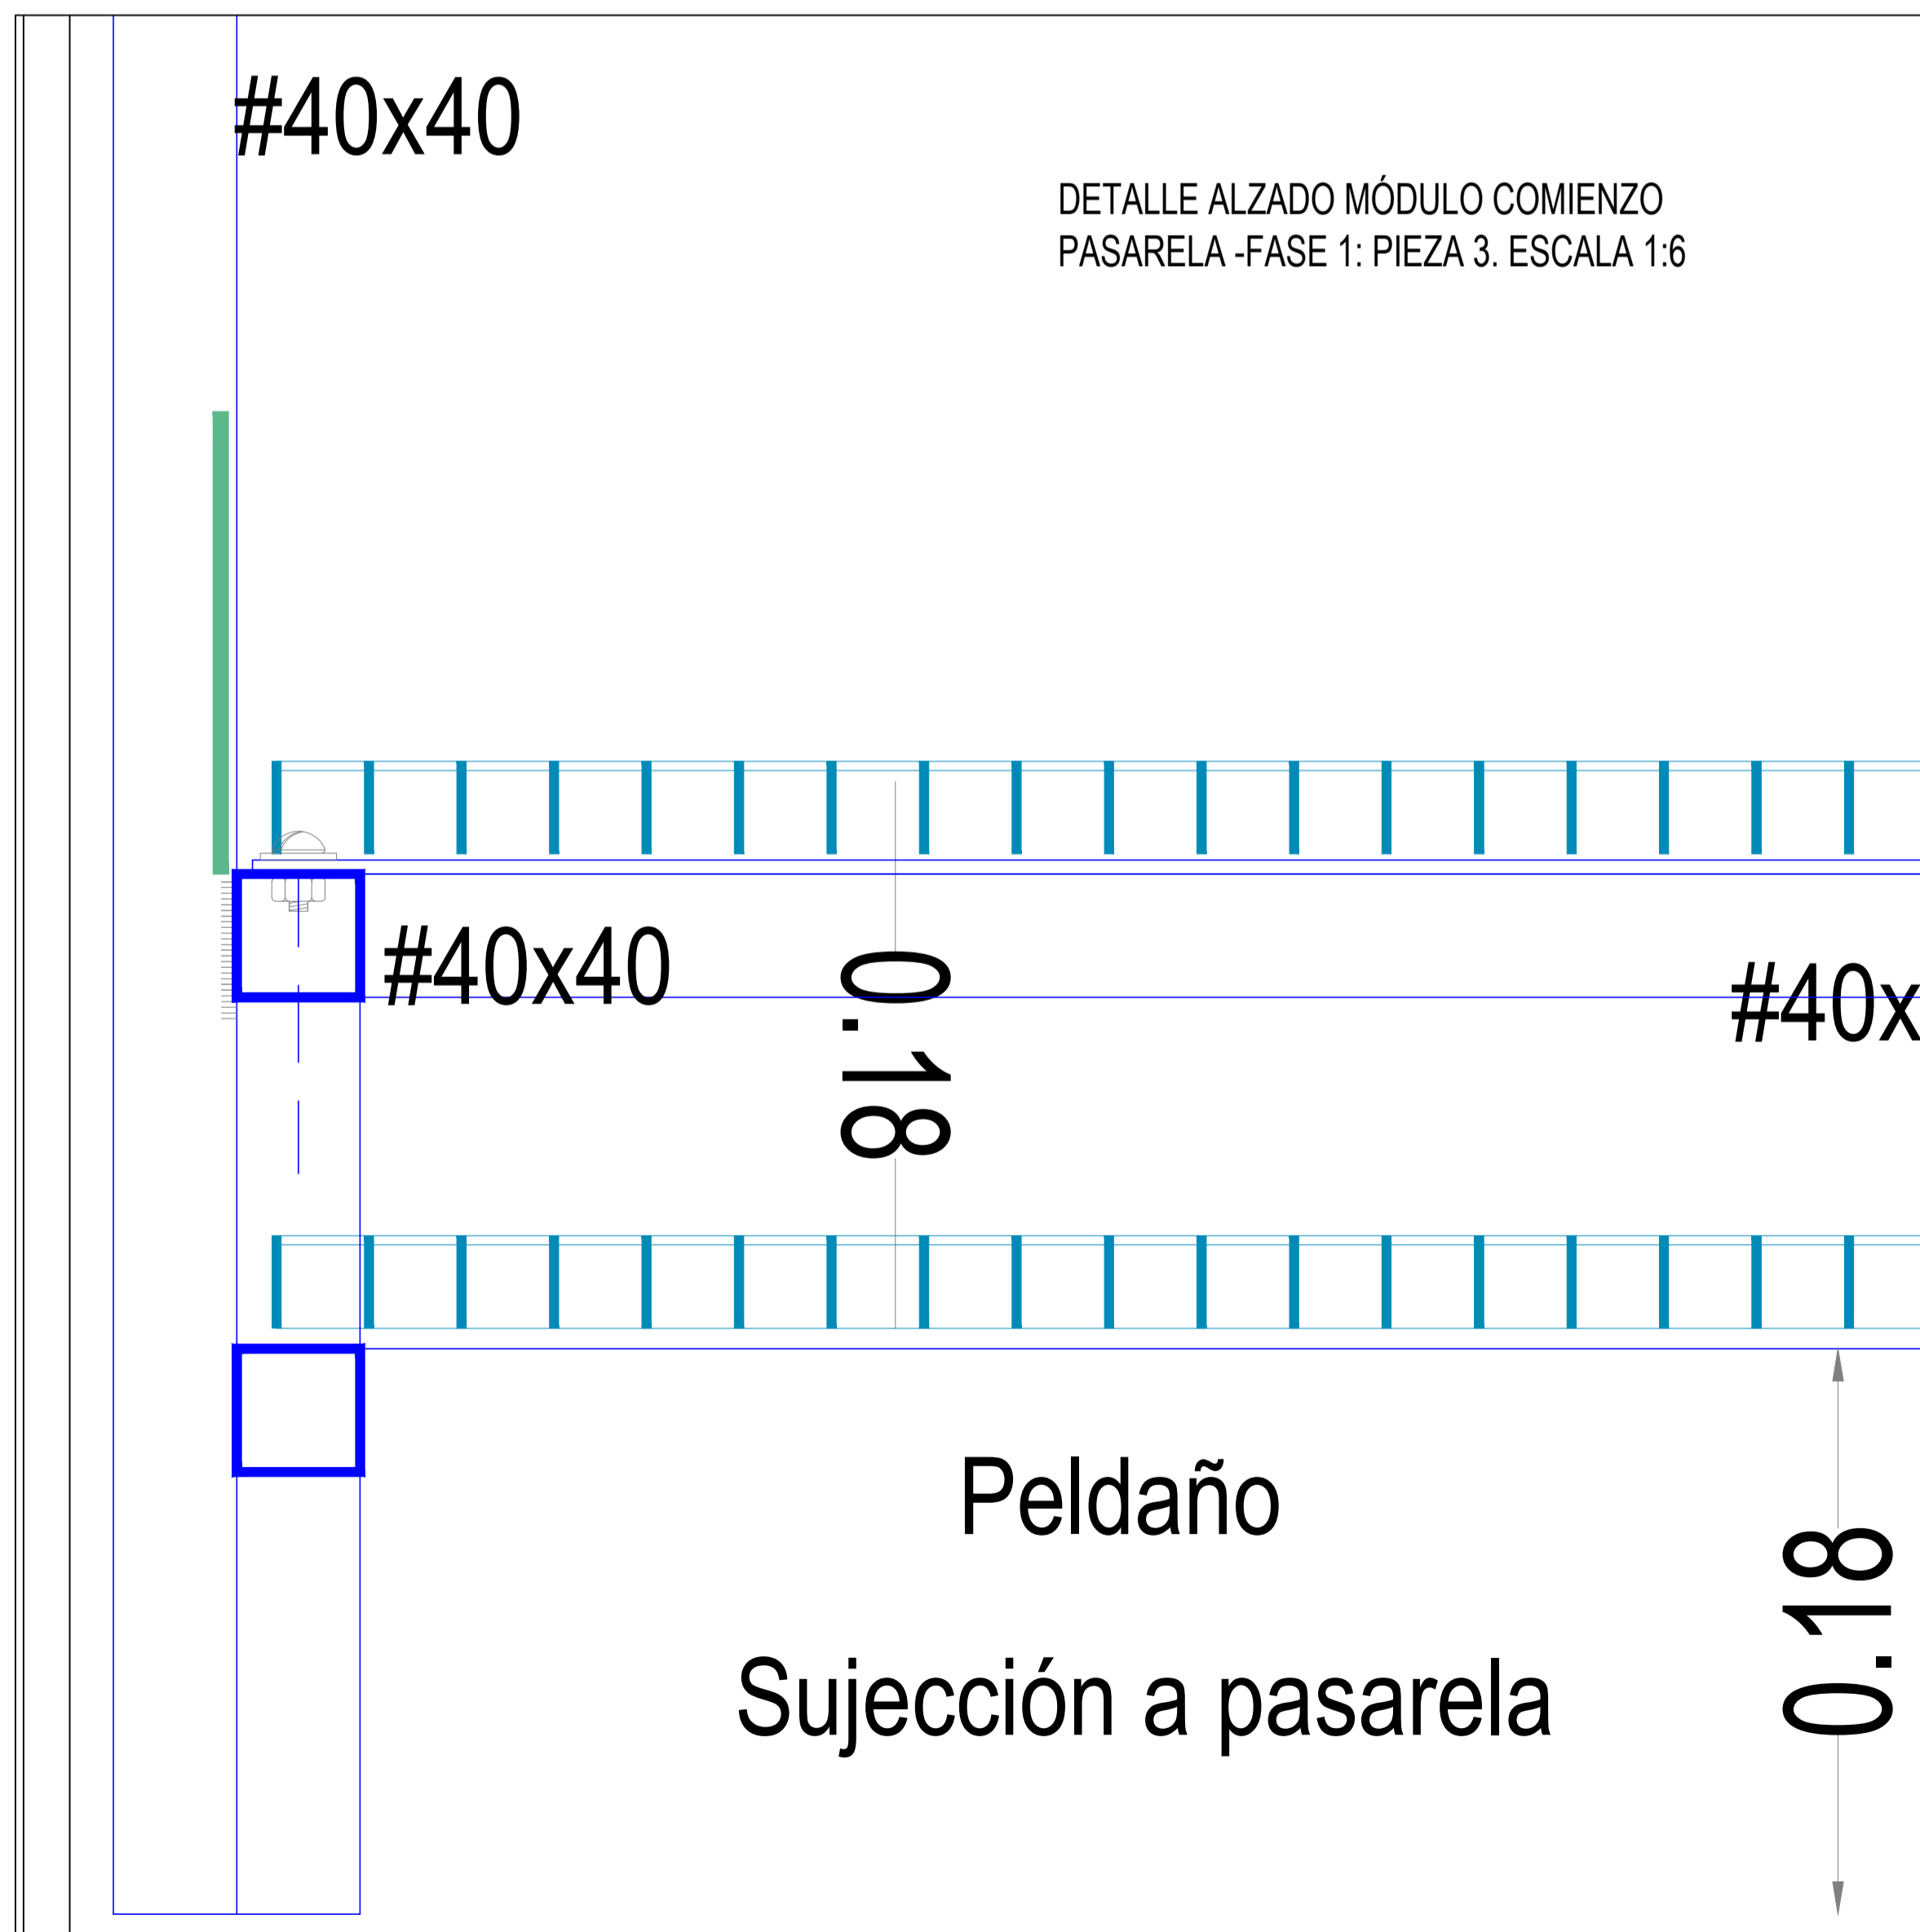 #40x40
DETALLE ALZADO MÓDULO COMIENZO
PASARELA -FASE 1: PIEZA 3. ESCALA 1:6
#40x40
0.18
#40x
Peldaño
0.18
Sujección a pasarela